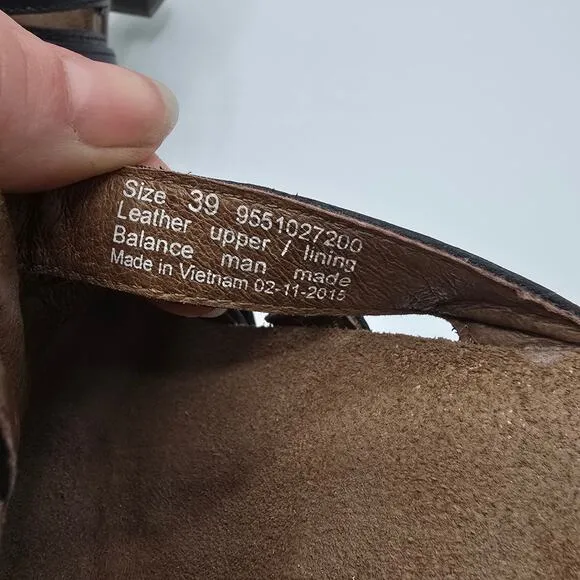 Size 39 9551027200
Leather upper / lining
Balance man made
Made in Vietnam 02-11-2015